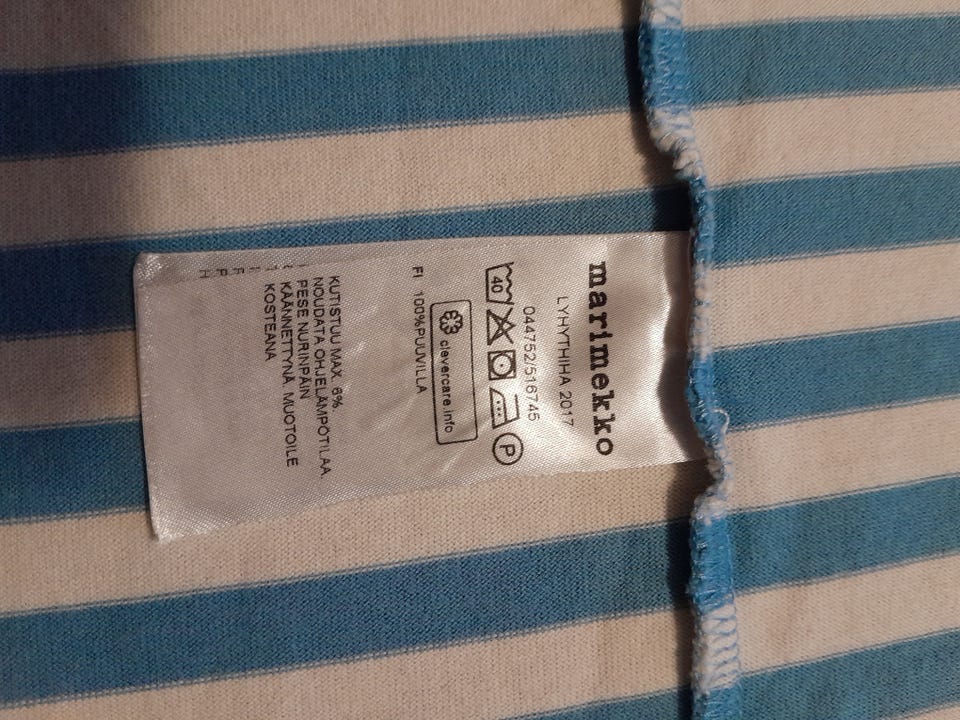 marimekko
LYHYTHIHA 2017
044752/516745
40 P
clevercare.info
FI 100%PUUVILLA
KUTISTUU MAX. 6%
NOUDATA OHJELÄMPÖTILAA.
PESE NURINPÄIN
KÄÄNNETTYNÄ MUOTOILE
KOSTEANA